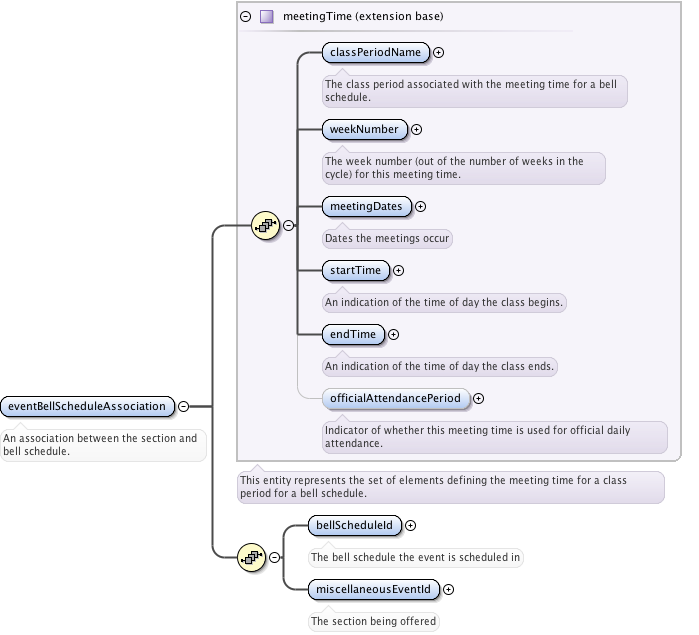 meetingTime (extension base)
classPeriodName
The class period associated with the meeting time for a bell
schedule.
weekNumber
The week number (out of the number of weeks in the
cycle) for this meeting time.
meetingDates
Dates the meetings occur
startTime
An indication of the time of day the class begins.
endTime
An indication of the time of day the class ends.
officialAttendancePeriod
Indicator of whether this meeting time is used for official daily
attendance.
eventBellScheduleAssociation
An association between the section and
bell schedule.
This entity represents the set of elements defining the meeting time for a class
period for a bell schedule.
bellScheduleId
The bell schedule the event is scheduled in
miscellaneousEventId
The section being offered